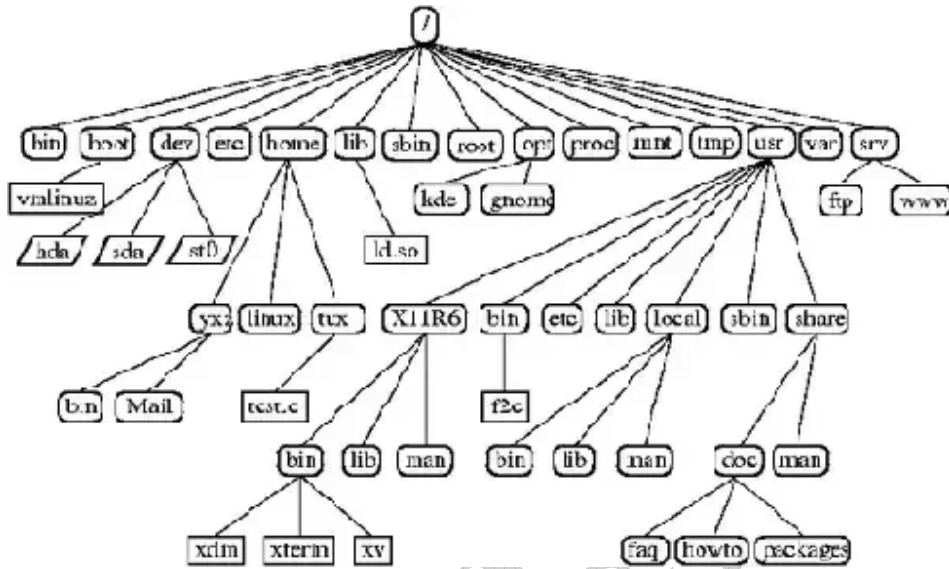 /
bin boot dev etc home lib sbin root opt proc mnt tmp usr var srv
vmlinuz kde gnome ftp www
hda sda st0 ld.so
yxz linux tux X11R6 bin etc lib local sbin share
bin Mail test.c f2c
bin lib man bin lib man doc man
xdm xterm xv faq howto packages